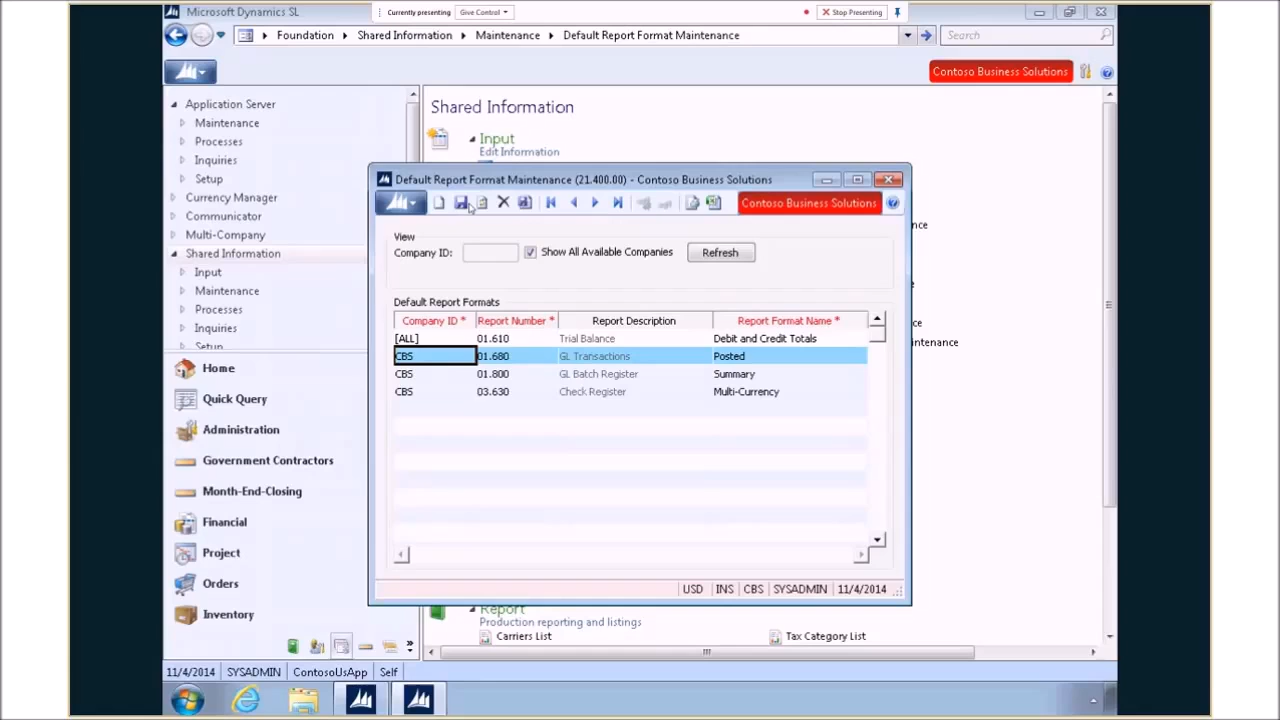 Microsoft Dynamics SL
Currently presenting
Give Control
Stop Presenting
Foundation
Shared Information
Maintenance
Default Report Format Maintenance
Search
Contoso Business Solutions
Application Server
Maintenance
Processes
Inquiries
Setup
Currency Manager
Communicator
Multi-Company
Shared Information
Input
Maintenance
Processes
Inquiries
Setup
Home
Quick Query
Administration
Government Contractors
Month-End-Closing
Financial
Project
Orders
Inventory
Shared Information
Input
Edit Information
Default Report Format Maintenance (21.400.00) - Contoso Business Solutions
Contoso Business Solutions
View
Company ID:
Show All Available Companies
Refresh
Default Report Formats
Company ID * Report Number * Report Description Report Format Name *
[ALL] 01.610 Trial Balance Debit and Credit Totals
CBS 01.680 GL Transactions Posted
CBS 01.800 GL Batch Register Summary
CBS 03.630 Check Register Multi-Currency
USD INS CBS SYSADMIN 11/4/2014
nce
ce
intenance
Report
Production reporting and listings
Carriers List
Tax Category List
11/4/2014 SYSADMIN ContosoUsApp Self